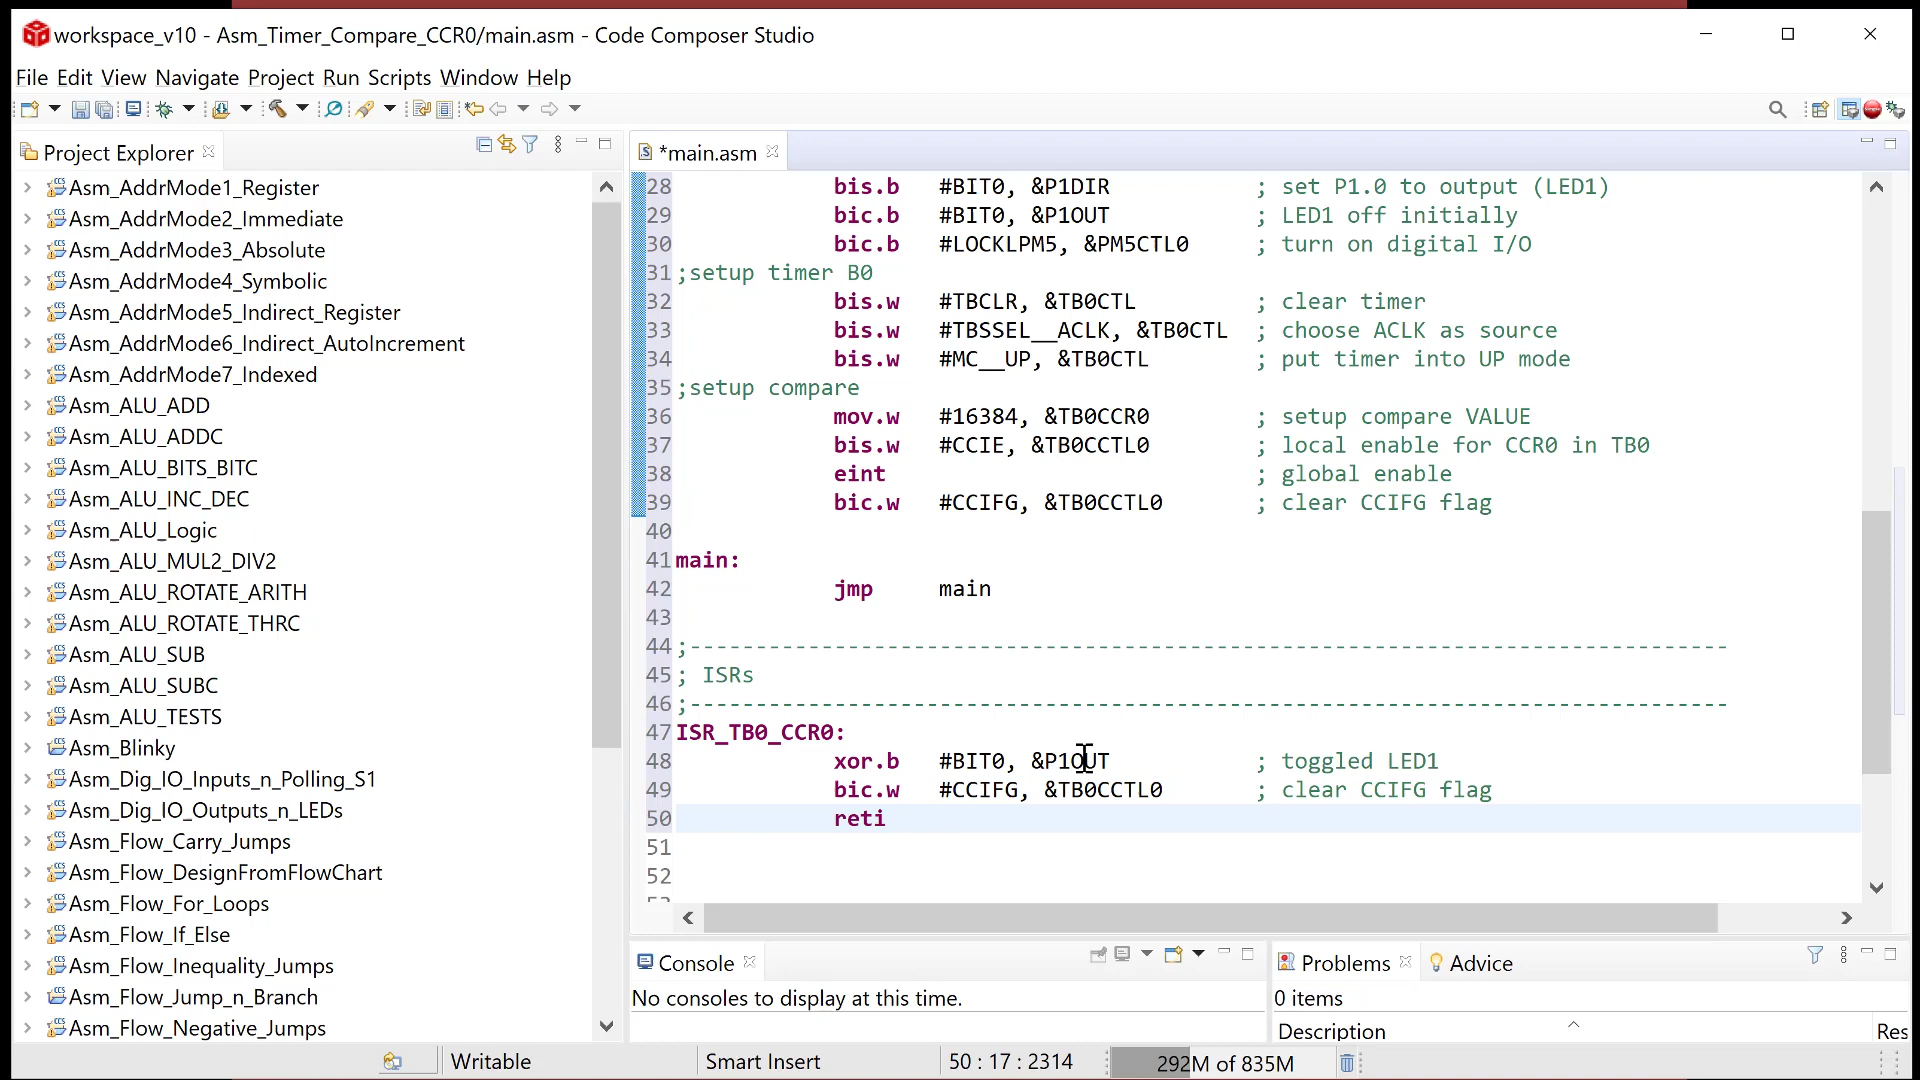 workspace_v10 - Asm_Timer_Compare_CCR0/main.asm - Code Composer Studio
File Edit View Navigate Project Run Scripts Window Help
Project Explorer
Asm_AddrMode1_Register
Asm_AddrMode2_Immediate
Asm_AddrMode3_Absolute
Asm_AddrMode4_Symbolic
Asm_AddrMode5_Indirect_Register
Asm_AddrMode6_Indirect_AutoIncrement
Asm_AddrMode7_Indexed
Asm_ALU_ADD
Asm_ALU_ADDC
Asm_ALU_BITS_BITC
Asm_ALU_INC_DEC
Asm_ALU_Logic
Asm_ALU_MUL2_DIV2
Asm_ALU_ROTATE_ARITH
Asm_ALU_ROTATE_THRC
Asm_ALU_SUB
Asm_ALU_SUBC
Asm_ALU_TESTS
Asm_Blinky
Asm_Dig_IO_Inputs_n_Polling_S1
Asm_Dig_IO_Outputs_n_LEDs
Asm_Flow_Carry_Jumps
Asm_Flow_DesignFromFlowChart
Asm_Flow_For_Loops
Asm_Flow_If_Else
Asm_Flow_Inequality_Jumps
Asm_Flow_Jump_n_Branch
Asm_Flow_Negative_Jumps
*main.asm
28 bis.b #BIT0, &P1DIR ; set P1.0 to output (LED1)
29 bic.b #BIT0, &P1OUT ; LED1 off initially
30 bic.b #LOCKLPM5, &PM5CTL0 ; turn on digital I/O
31 ;setup timer B0
32 bis.w #TBCLR, &TB0CTL ; clear timer
33 bis.w #TBSSEL__ACLK, &TB0CTL ; choose ACLK as source
34 bis.w #MC__UP, &TB0CTL ; put timer into UP mode
35 ;setup compare
36 mov.w #16384, &TB0CCR0 ; setup compare VALUE
37 bis.w #CCIE, &TB0CCTL0 ; local enable for CCR0 in TB0
38 eint ; global enable
39 bic.w #CCIFG, &TB0CCTL0 ; clear CCIFG flag
40
41 main:
42 jmp main
43
44 ;-------------------------------------------------------------------------------
45 ; ISRs
46 ;-------------------------------------------------------------------------------
47 ISR_TB0_CCR0:
48 xor.b #BIT0, &P1OUT ; toggled LED1
49 bic.w #CCIFG, &TB0CCTL0 ; clear CCIFG flag
50 reti
51
52
Console
No consoles to display at this time.
Problems Advice
0 items
Description Res
Writable Smart Insert 50 : 17 : 2314 292M of 835M